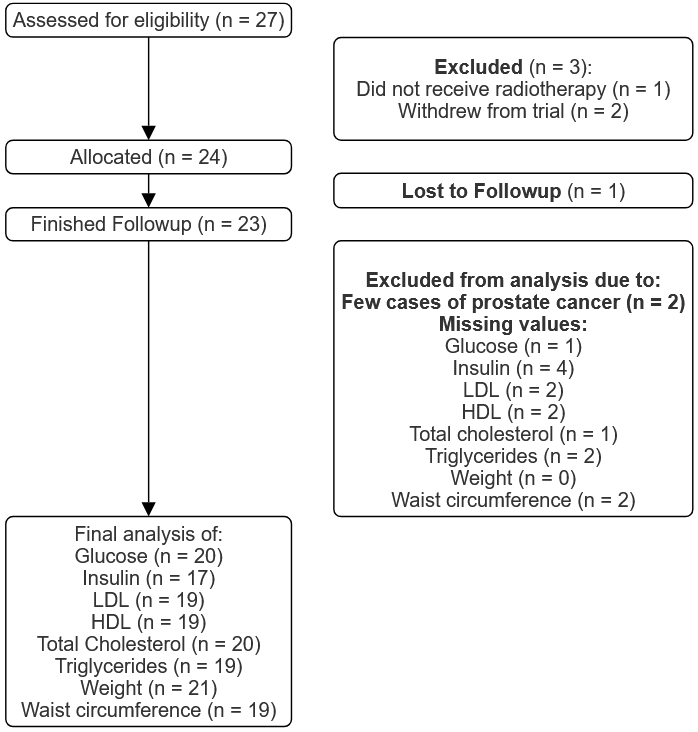 Assessed for eligibility (n = 27)
Excluded (n = 3):
Did not receive radiotherapy (n = 1)
Withdrew from trial (n = 2)
Allocated (n = 24)
Lost to Followup (n = 1)
Finished Followup (n = 23)
Excluded from analysis due to:
Few cases of prostate cancer (n = 2)
Missing values:
Glucose (n = 1)
Insulin (n = 4)
LDL (n = 2)
HDL (n = 2)
Total cholesterol (n = 1)
Triglycerides (n = 2)
Weight (n = 0)
Waist circumference (n = 2)
Final analysis of:
Glucose (n = 20)
Insulin (n = 17)
LDL (n = 19)
HDL (n = 19)
Total Cholesterol (n = 20)
Triglycerides (n = 19)
Weight (n = 21)
Waist circumference (n = 19)